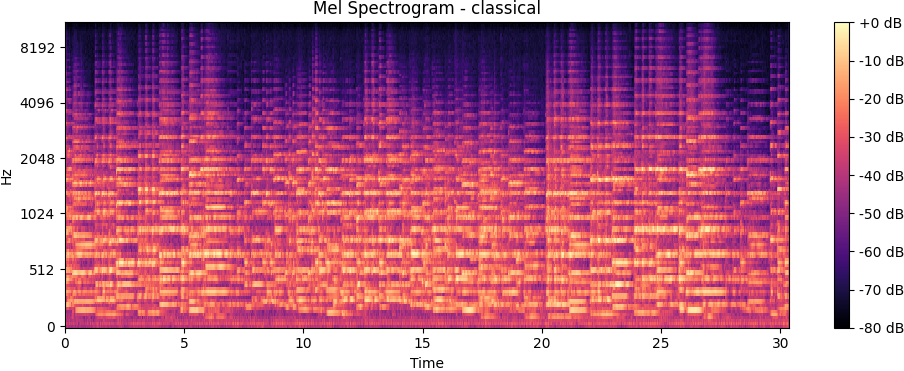 Mel Spectrogram - classical
Hz
8192
4096
2048
1024
512
0
0 5 10 15 20 25 30
Time
+0 dB
-10 dB
-20 dB
-30 dB
-40 dB
-50 dB
-60 dB
-70 dB
-80 dB